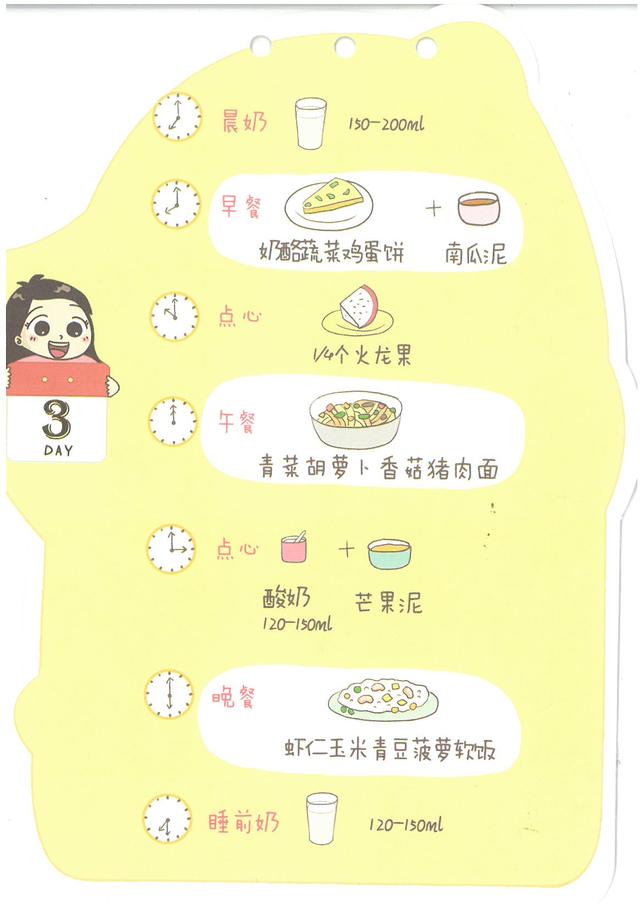 晨奶 150-200ml
早餐 +
奶酪蔬菜鸡蛋饼 南瓜泥
点心
1/4个火龙果
3
DAY
午餐
青菜胡萝卜香菇猪肉面
点心 +
酸奶 芒果泥
120-150ml
晚餐
虾仁玉米青豆菠萝软饭
睡前奶 120-150ml